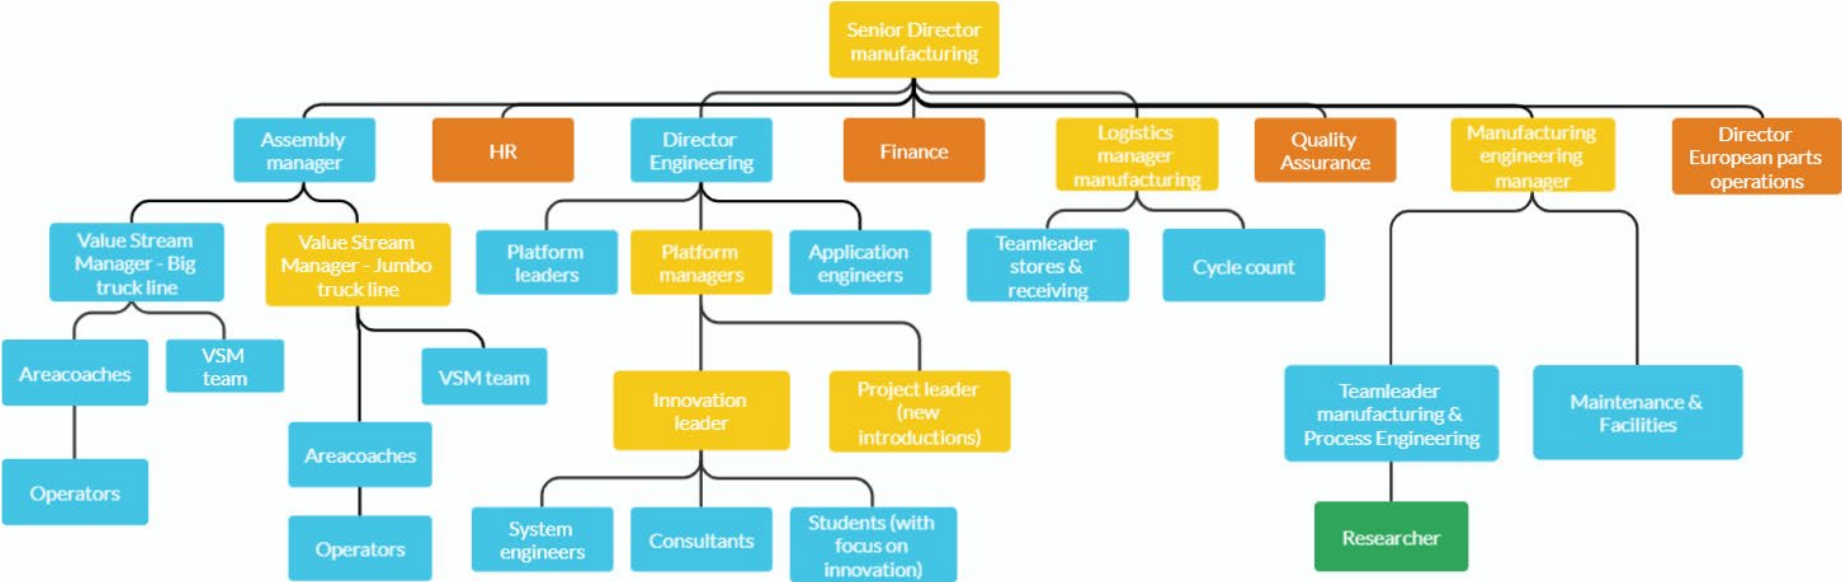 Senior Director
manufacturing
Assembly
manager
HR
Director
Engineering
Finance
Logistics
manager
manufacturing
Quality
Assurance
Manufacturing
engineering
manager
Director
European parts
operations
Value Stream
Manager - Big
truck line
Value Stream
Manager - Jumbo
truck line
Platform
leaders
Platform
managers
Application
engineers
Teamleader
stores &
receiving
Cycle count
Areacoaches
VSM
team
VSM team
Innovation
leader
Project leader
(new
introductions)
Teamleader
manufacturing &
Process Engineering
Maintenance &
Facilities
Areacoaches
Operators
Operators
System
engineers
Consultants
Students (with
focus on
innovation)
Researcher